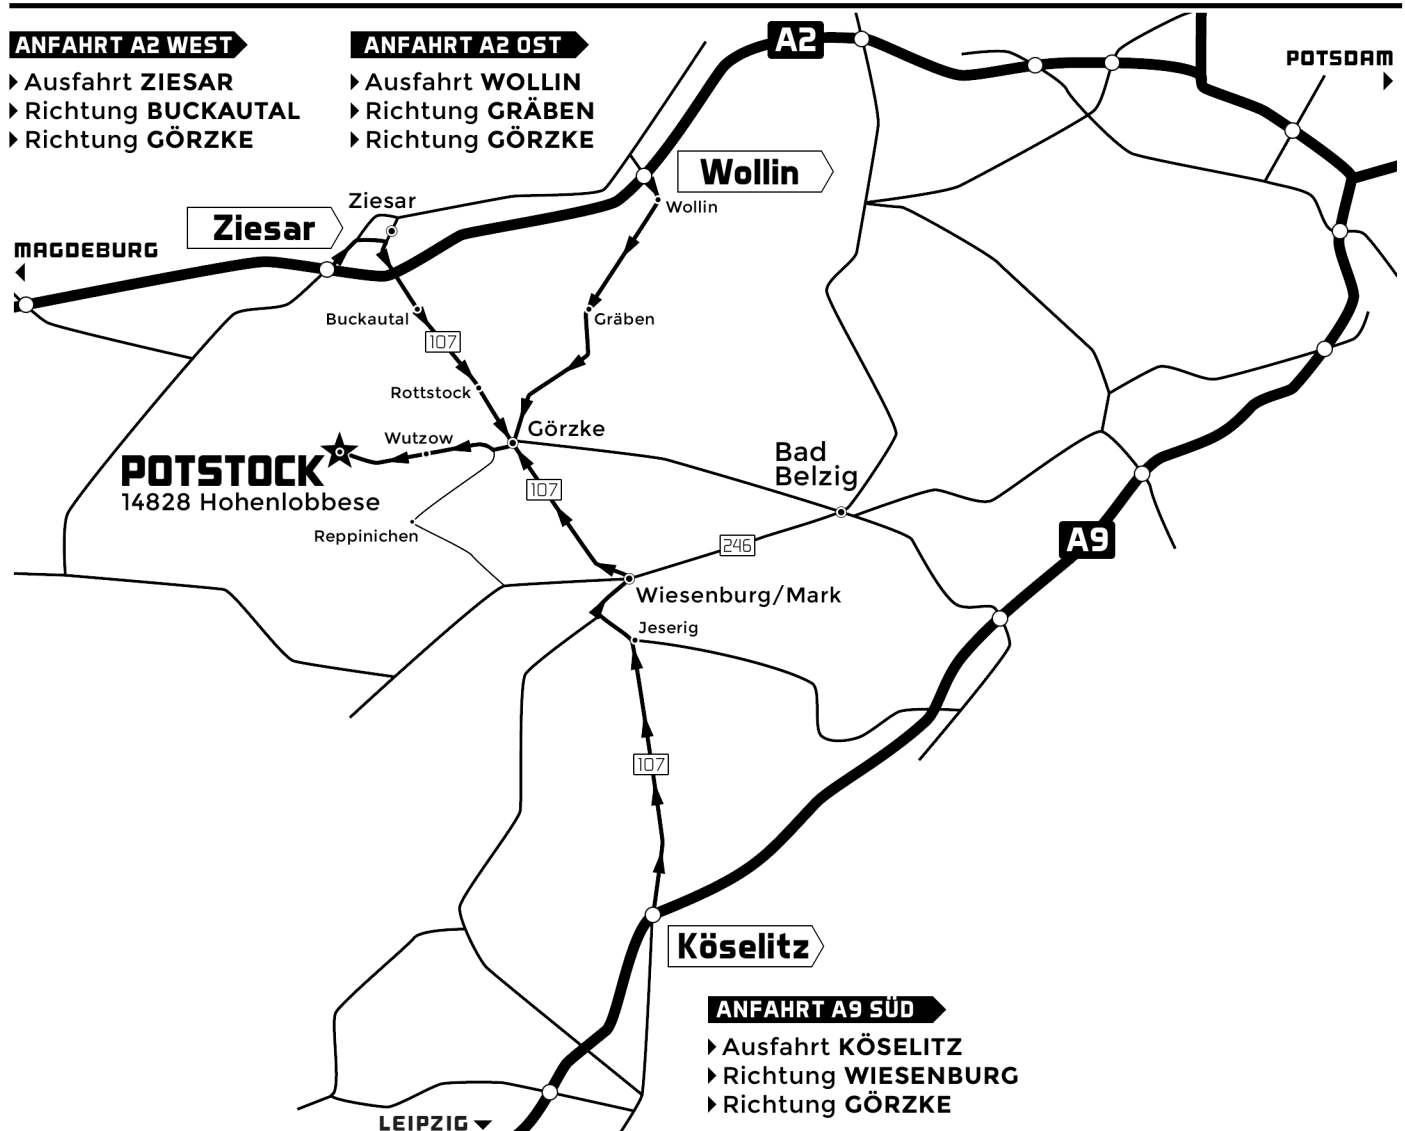 ANFAHRT A2 WEST
Ausfahrt ZIESAR
Richtung BUCKAUTAL
Richtung GÖRZKE
ANFAHRT A2 OST
Ausfahrt WOLLIN
Richtung GRÄBEN
Richtung GÖRZKE
A2
POTSDAM
Wollin
Ziesar
Wollin
Ziesar
MAGDEBURG
Buckautal
Gräben
107
Rottstock
Görzke
Wutzow
Bad
Belzig
POTSTOCK
14828 Hohenlobbese
107
Reppinichen
246
A9
Wiesenburg/Mark
Jeserig
107
Köselitz
ANFAHRT A9 SÜD
Ausfahrt KÖSELITZ
Richtung WIESENBURG
Richtung GÖRZKE
LEIPZIG